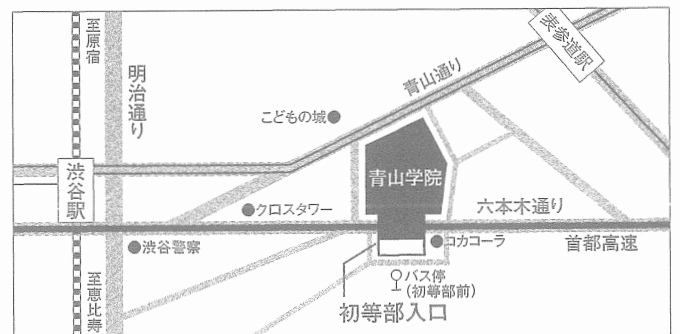 至原宿
明治通り
青山通り
表参道駅
こどもの城
渋谷駅
青山学院
クロスタワー
六本木通り
渋谷警察
コカコーラ
首都高速
至恵比寿
バス停
(初等部前)
初等部入口